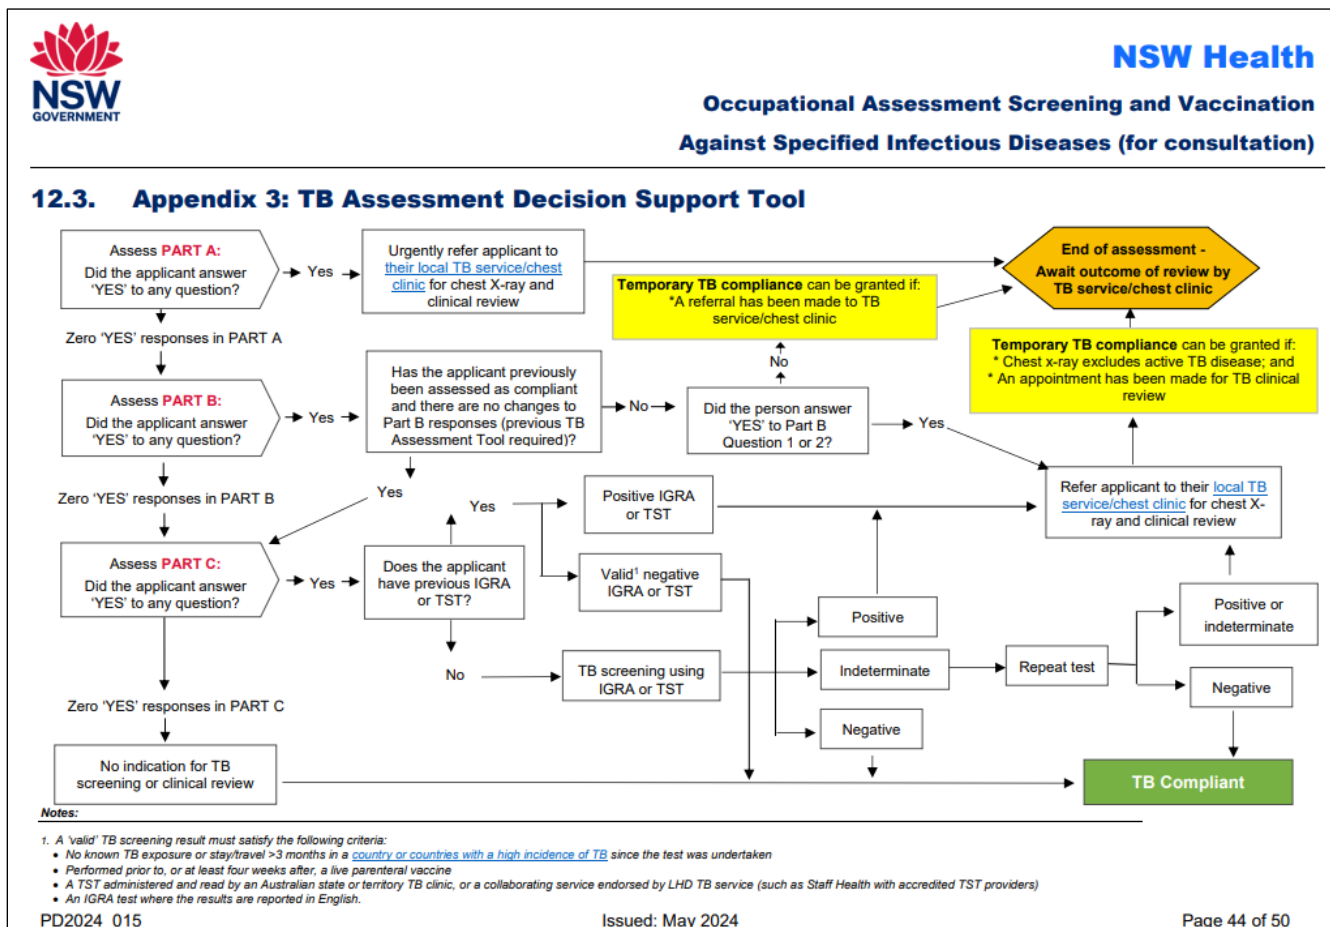 NSW
GOVERNMENT
NSW Health
Occupational Assessment Screening and Vaccination
Against Specified Infectious Diseases (for consultation)
12.3. Appendix 3: TB Assessment Decision Support Tool
Assess PART A:
Did the applicant answer
‘YES’ to any question?
Yes
Urgently refer applicant to
their local TB service/chest
clinic for chest X-ray and
clinical review
Temporary TB compliance can be granted if:
*A referral has been made to TB
service/chest clinic
End of assessment -
Await outcome of review by
TB service/chest clinic
Zero ‘YES’ responses in PART A
Temporary TB compliance can be granted if:
* Chest x-ray excludes active TB disease; and
* An appointment has been made for TB clinical
review
No
Assess PART B:
Did the applicant answer
‘YES’ to any question?
Yes
Has the applicant previously
been assessed as compliant
and there are no changes to
Part B responses (previous TB
Assessment Tool required)?
No
Did the person answer
‘YES’ to Part B
Question 1 or 2?
Yes
Zero ‘YES’ responses in PART B
Yes
Yes
Positive IGRA
or TST
Refer applicant to their local TB
service/chest clinic for chest X-
ray and clinical review
Assess PART C:
Did the applicant answer
‘YES’ to any question?
Yes
Does the applicant
have previous IGRA
or TST?
Valid1 negative
IGRA or TST
Positive
Positive or
indeterminate
No
TB screening using
IGRA or TST
Indeterminate
Repeat test
Negative
Zero ‘YES’ responses in PART C
Negative
No indication for TB
screening or clinical review
TB Compliant
Notes:
1. A ‘valid’ TB screening result must satisfy the following criteria:
• No known TB exposure or stay/travel >3 months in a country or countries with a high incidence of TB since the test was undertaken
• Performed prior to, or at least four weeks after, a live parenteral vaccine
• A TST administered and read by an Australian state or territory TB clinic, or a collaborating service endorsed by LHD TB service (such as Staff Health with accredited TST providers)
• An IGRA test where the results are reported in English.
PD2024_015 Issued: May 2024 Page 44 of 50